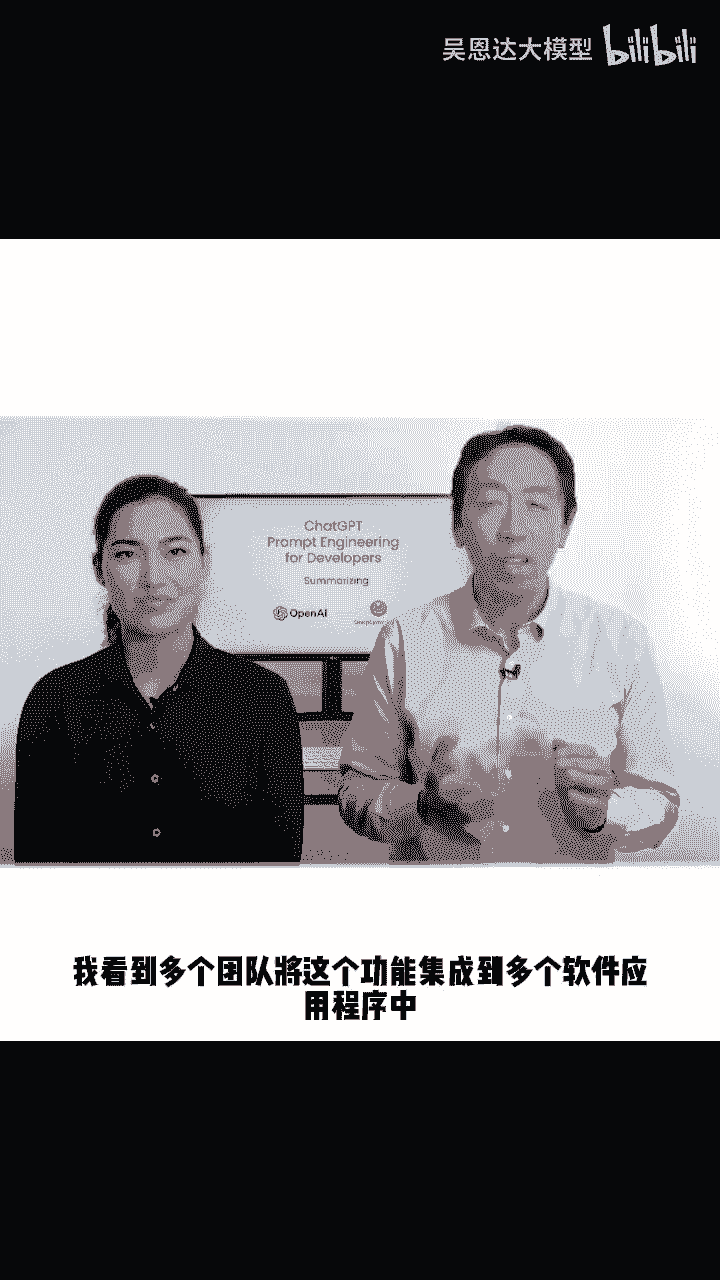 吴恩达大模型 bilibili
ChatGPT
Prompt Engineering
for Developers
Summarizing
OpenAI
我看到多个团队将这个功能集成到多个软件应
用程序中